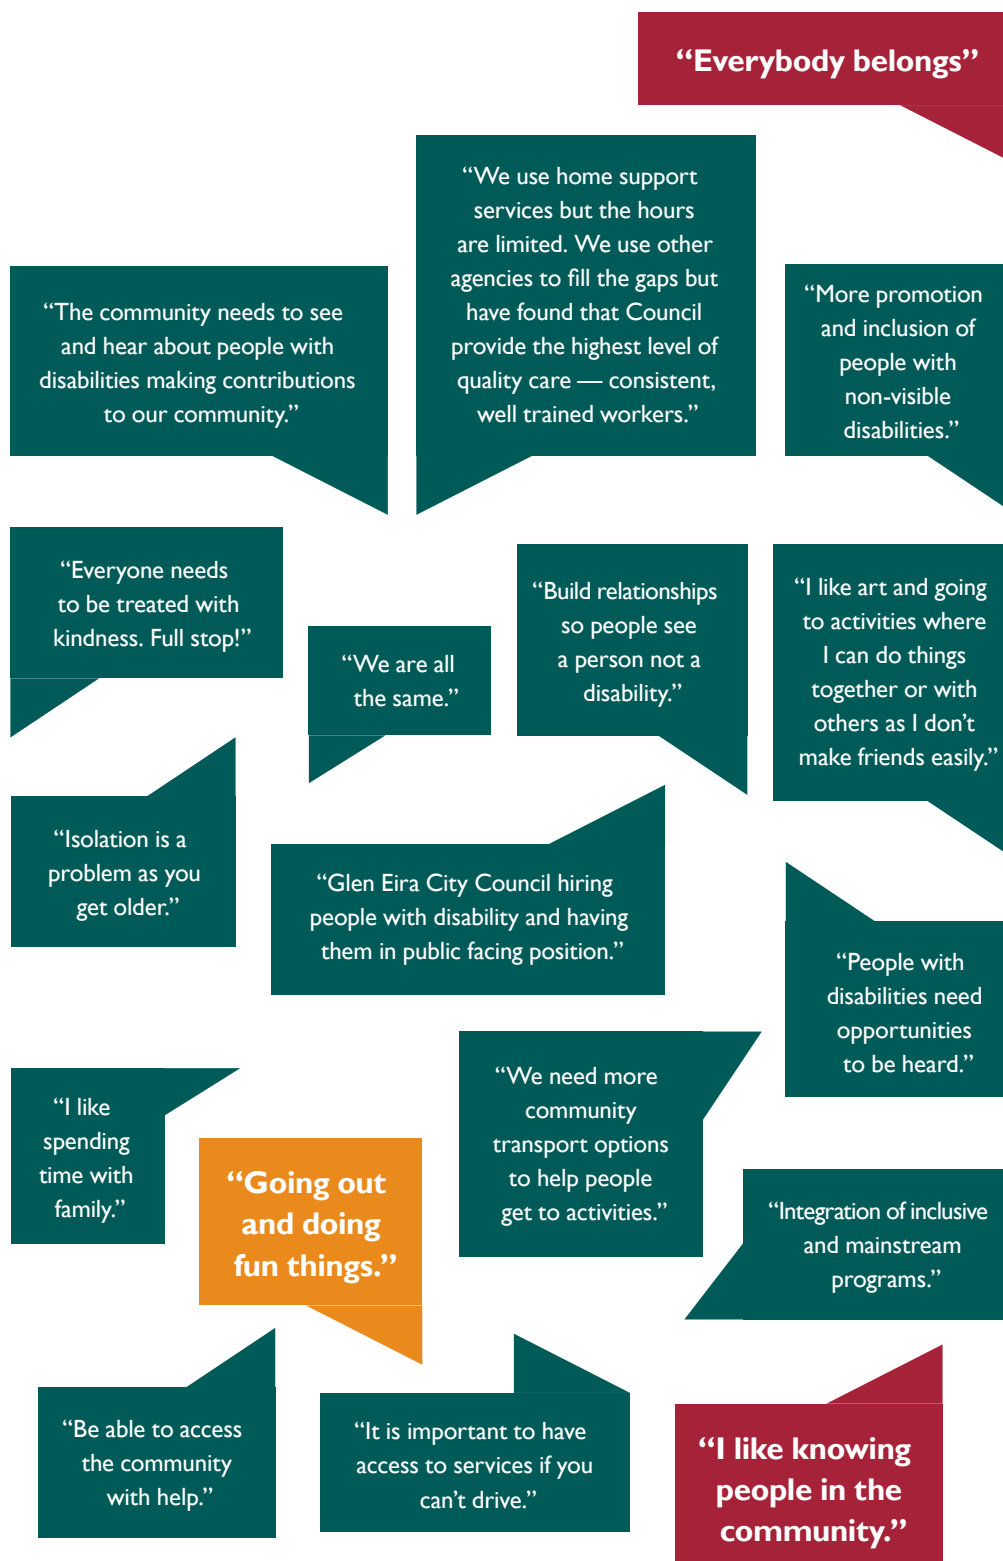 “Everybody belongs”
“We use home support
services but the hours
are limited. We use other
agencies to fill the gaps but
have found that Council
provide the highest level of
quality care — consistent,
well trained workers.”
“The community needs to see
and hear about people with
disabilities making contributions
to our community.”
“More promotion
and inclusion of
people with
non-visible
disabilities.”
“Everyone needs
to be treated with
kindness. Full stop!”
“We are all
the same.”
“Build relationships
so people see
a person not a
disability.”
“I like art and going
to activities where
I can do things
together or with
others as I don’t
make friends easily.”
“Isolation is a
problem as you
get older.”
“Glen Eira City Council hiring
people with disability and having
them in public facing position.”
“People with
disabilities need
opportunities
to be heard.”
“I like
spending
time with
family.”
“Going out
and doing
fun things.”
“We need more
community
transport options
to help people
get to activities.”
“Integration of inclusive
and mainstream
programs.”
“Be able to access
the community
with help.”
“It is important to have
access to services if you
can’t drive.”
“I like knowing
people in the
community.”